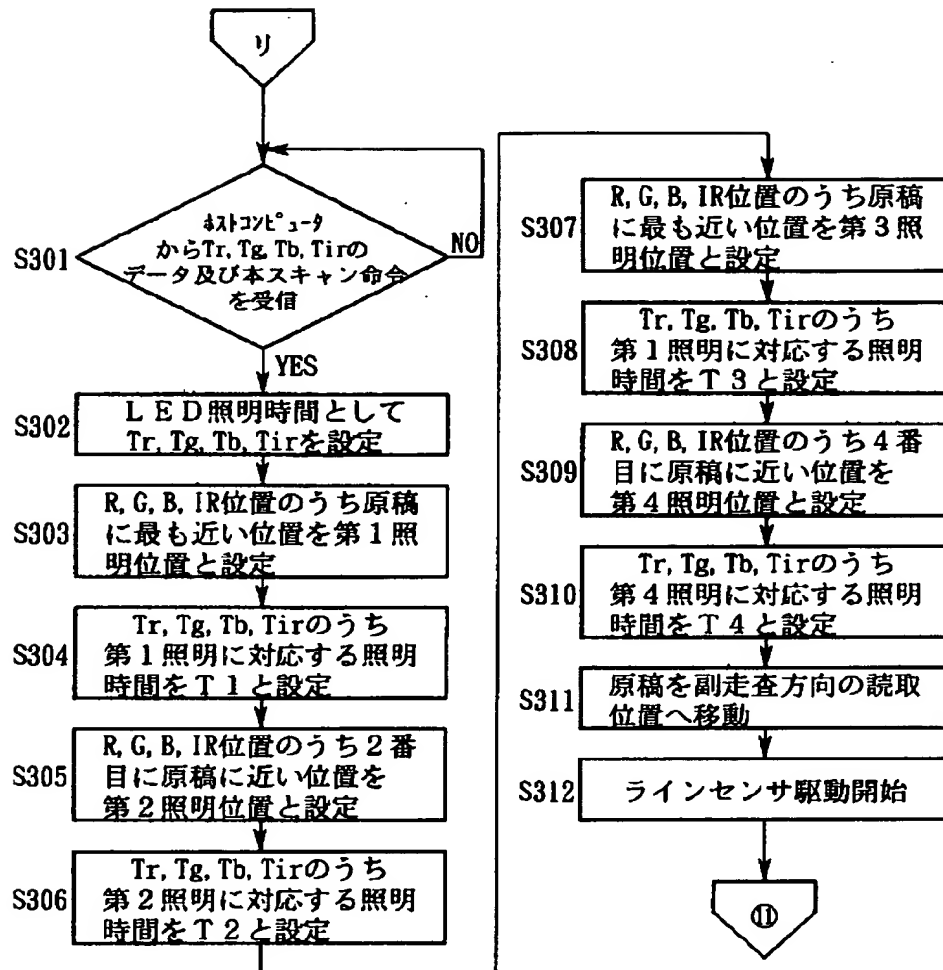 リ
S301
ホストコンピュータ
からTr, Tg, Tb, Tirの
データ及び本スキャン命令
を受信
NO
YES
S302
ＬＥＤ照明時間として
Tr, Tg, Tb, Tirを設定
S303
R, G, B, IR位置のうち原稿
に最も近い位置を第１照
明位置と設定
S304
Tr, Tg, Tb, Tirのうち
第１照明に対応する照明
時間をＴ１と設定
S305
R, G, B, IR位置のうち２番
目に原稿に近い位置を
第２照明位置と設定
S306
Tr, Tg, Tb, Tirのうち
第２照明に対応する照明
時間をＴ２と設定
S307
R, G, B, IR位置のうち原稿
に最も近い位置を第３照
明位置と設定
S308
Tr, Tg, Tb, Tirのうち
第１照明に対応する照明
時間をＴ３と設定
S309
R, G, B, IR位置のうち４番
目に原稿に近い位置を
第４照明位置と設定
S310
Tr, Tg, Tb, Tirのうち
第４照明に対応する照明
時間をＴ４と設定
S311
原稿を副走査方向の読取
位置へ移動
S312
ラインセンサ駆動開始
⑪